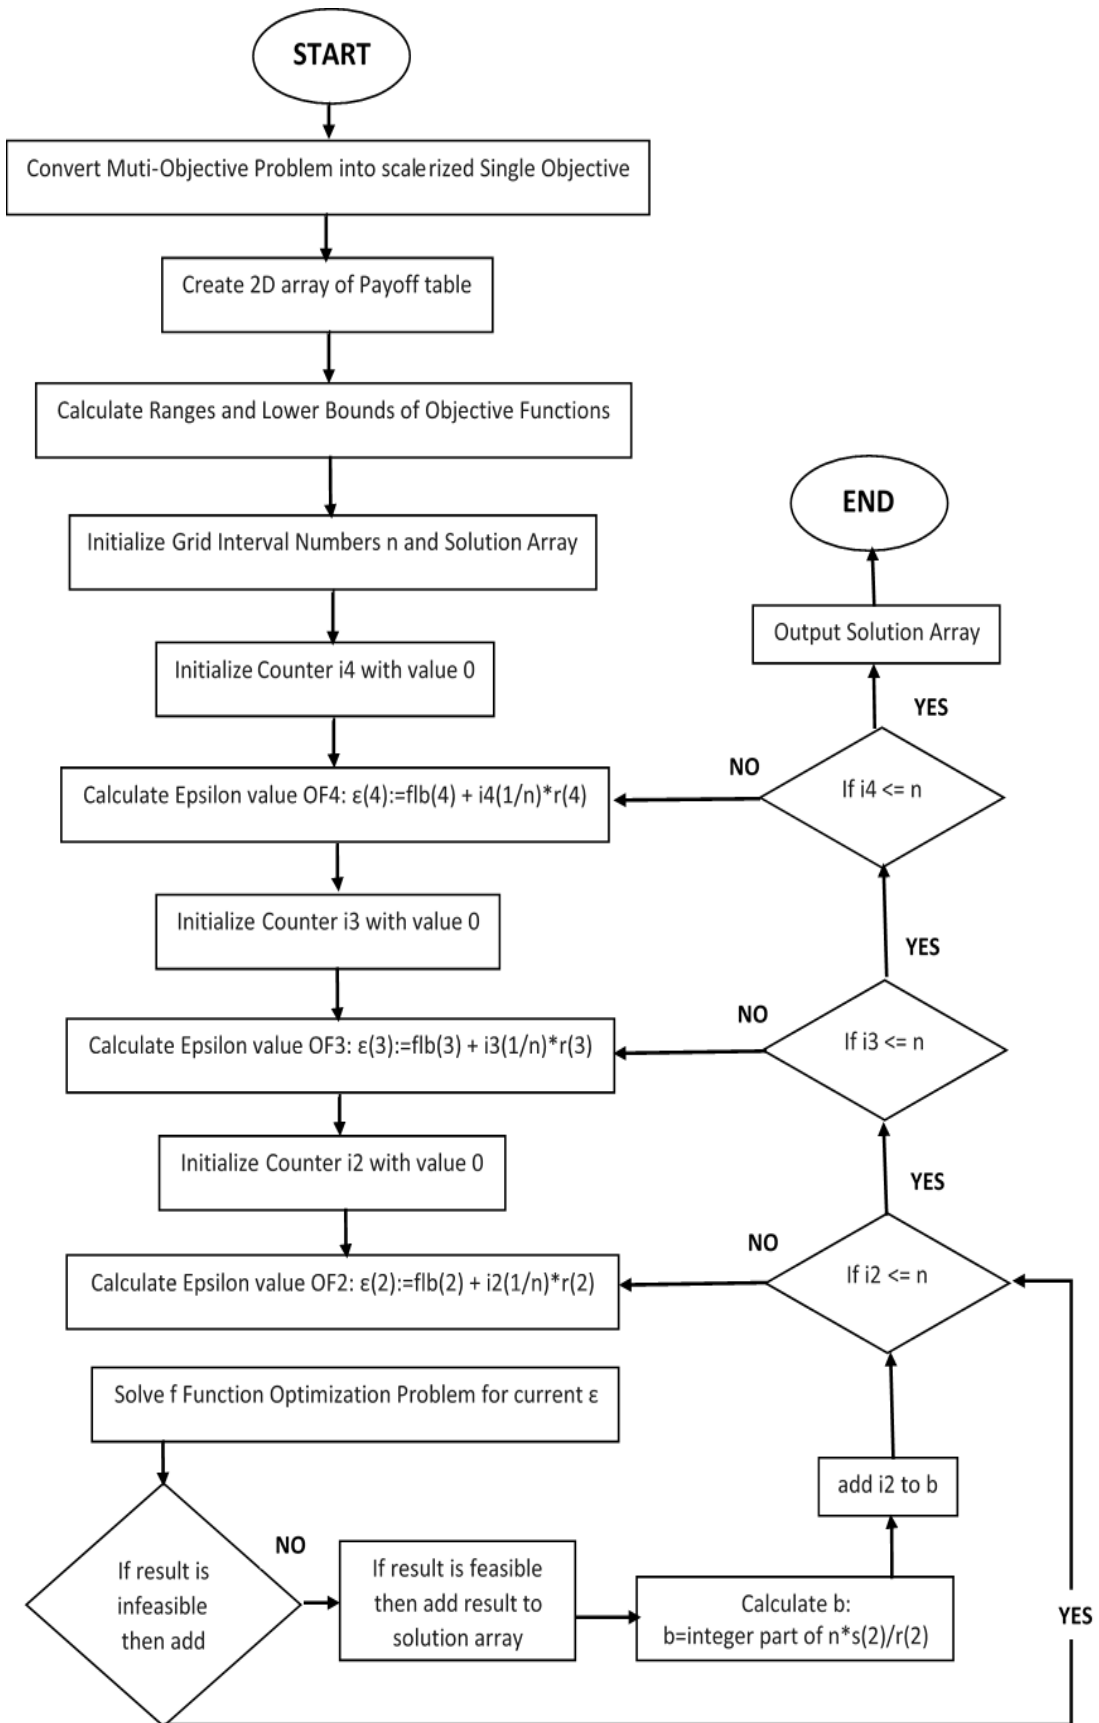 START
Convert Muti-Objective Problem into scalerized Single Objective
Create 2D array of Payoff table
Calculate Ranges and Lower Bounds of Objective Functions
Initialize Grid Interval Numbers n and Solution Array
Initialize Counter i4 with value 0
Calculate Epsilon value OF4: ε(4):=flb(4) + i4(1/n)*r(4)
Initialize Counter i3 with value 0
Calculate Epsilon value OF3: ε(3):=flb(3) + i3(1/n)*r(3)
Initialize Counter i2 with value 0
Calculate Epsilon value OF2: ε(2):=flb(2) + i2(1/n)*r(2)
Solve f Function Optimization Problem for current ε
If result is
infeasible
then add
NO
If result is feasible
then add result to
solution array
Calculate b:
b=integer part of n*s(2)/r(2)
add i2 to b
YES
If i2 <= n
NO
YES
If i3 <= n
NO
YES
If i4 <= n
NO
YES
Output Solution Array
END